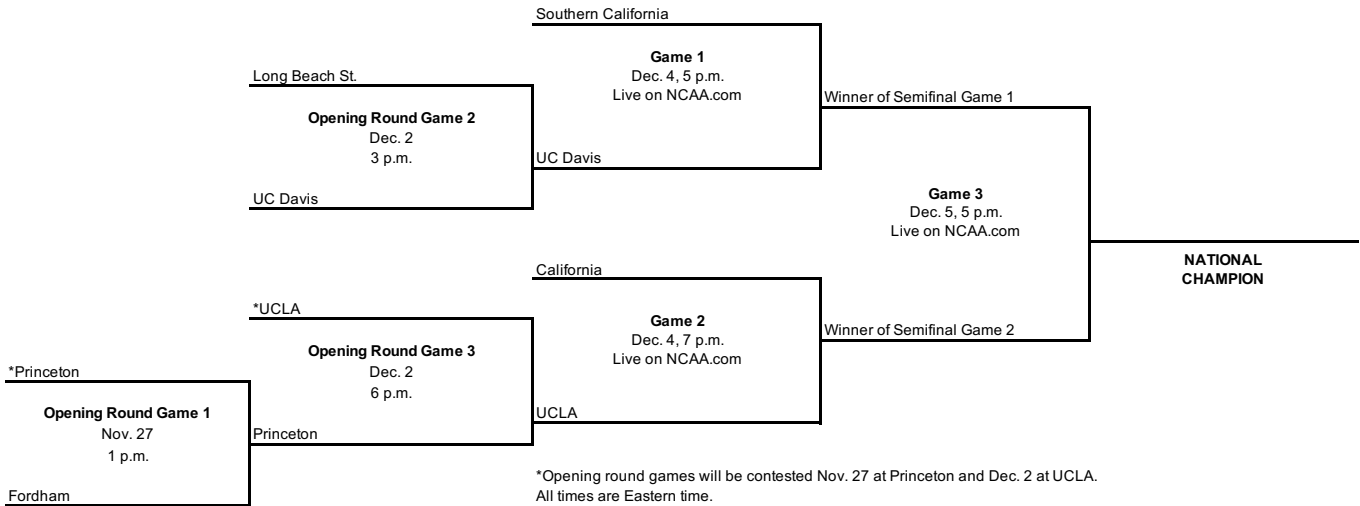 Southern California
Game 1
Dec. 4, 5 p.m.
Live on NCAA.com
Long Beach St.
Winner of Semifinal Game 1
Opening Round Game 2
Dec. 2
3 p.m.
UC Davis
UC Davis
Game 3
Dec. 5, 5 p.m.
Live on NCAA.com
NATIONAL
CHAMPION
California
*UCLA
Game 2
Dec. 4, 7 p.m.
Live on NCAA.com
Winner of Semifinal Game 2
Opening Round Game 3
Dec. 2
6 p.m.
*Princeton
Opening Round Game 1
Nov. 27
1 p.m.
UCLA
Princeton
Fordham
*Opening round games will be contested Nov. 27 at Princeton and Dec. 2 at UCLA.
All times are Eastern time.